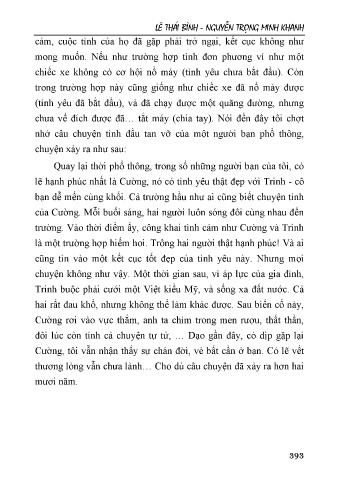 LÊ THÁI BÌNH - NGUYỄN TRỌNG MINH KHANH
cảm, cuộc tình của họ đã gặp phải trở ngại, kết cục không như
mong muốn. Nếu như trường hợp tình đơn phương ví như một
chiếc xe không có cơ hội nổ máy (tình yêu chưa bắt đầu). Còn
trong trường hợp này cũng giống như chiếc xe đã nổ máy được
(tình yêu đã bắt đầu), và đã chạy được một quãng đường, nhưng
chưa về đích được đã… tắt máy (chia tay). Nói đến đây tôi chợt
nhớ câu chuyện tình đầu tan vỡ của một người bạn phổ thông,
chuyện xảy ra như sau:
Quay lại thời phổ thông, trong số những người bạn của tôi, có
lẽ hạnh phúc nhất là Cường, nó có tình yêu thật đẹp với Trinh - cô
bạn dễ mến cùng khối. Cả trường hầu như ai cũng biết chuyện tình
của Cường. Mỗi buổi sáng, hai người luôn sóng đôi cùng nhau đến
trường. Vào thời điểm ấy, công khai tình cảm như Cường và Trinh
là một trường hợp hiếm hoi. Trông hai người thật hạnh phúc! Và ai
cũng tin vào một kết cục tốt đẹp của tình yêu này. Nhưng mọi
chuyện không như vậy. Một thời gian sau, vì áp lực của gia đình,
Trinh buộc phải cưới một Việt kiều Mỹ, và sống xa đất nước. Cả
hai rất đau khổ, nhưng không thể làm khác được. Sau biến cố này,
Cường rơi vào vực thẳm, anh ta chìm trong men rượu, thất thần,
đôi lúc còn tính cả chuyện tự tử, … Dạo gần đây, có dịp gặp lại
Cường, tôi vẫn nhận thấy sự chán đời, vẻ bất cần ở bạn. Có lẽ vết
thương lòng vẫn chưa lành… Cho dù câu chuyện đã xảy ra hơn hai
mươi năm.
393